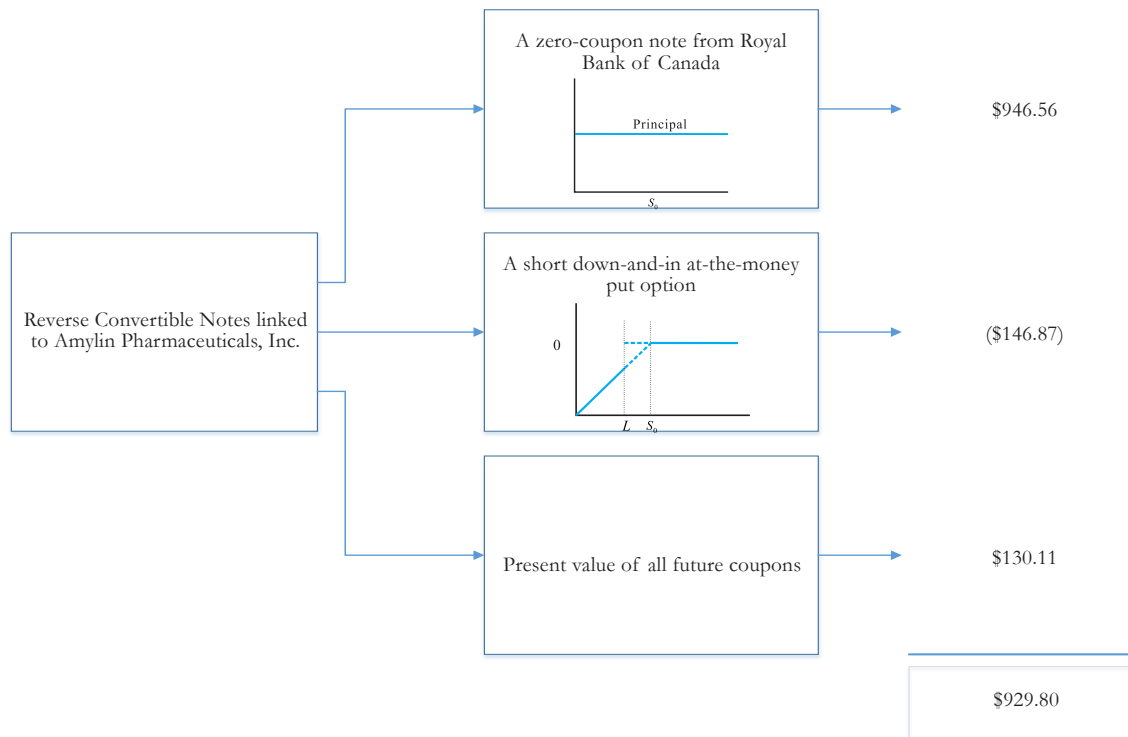 A zero-coupon note from Royal
Bank of Canada
Principal
S₀
$946.56
Reverse Convertible Notes linked
to Amylin Pharmaceuticals, Inc.
A short down-and-in at-the-money
put option
0
L S₀
($146.87)
Present value of all future coupons
$130.11
$929.80